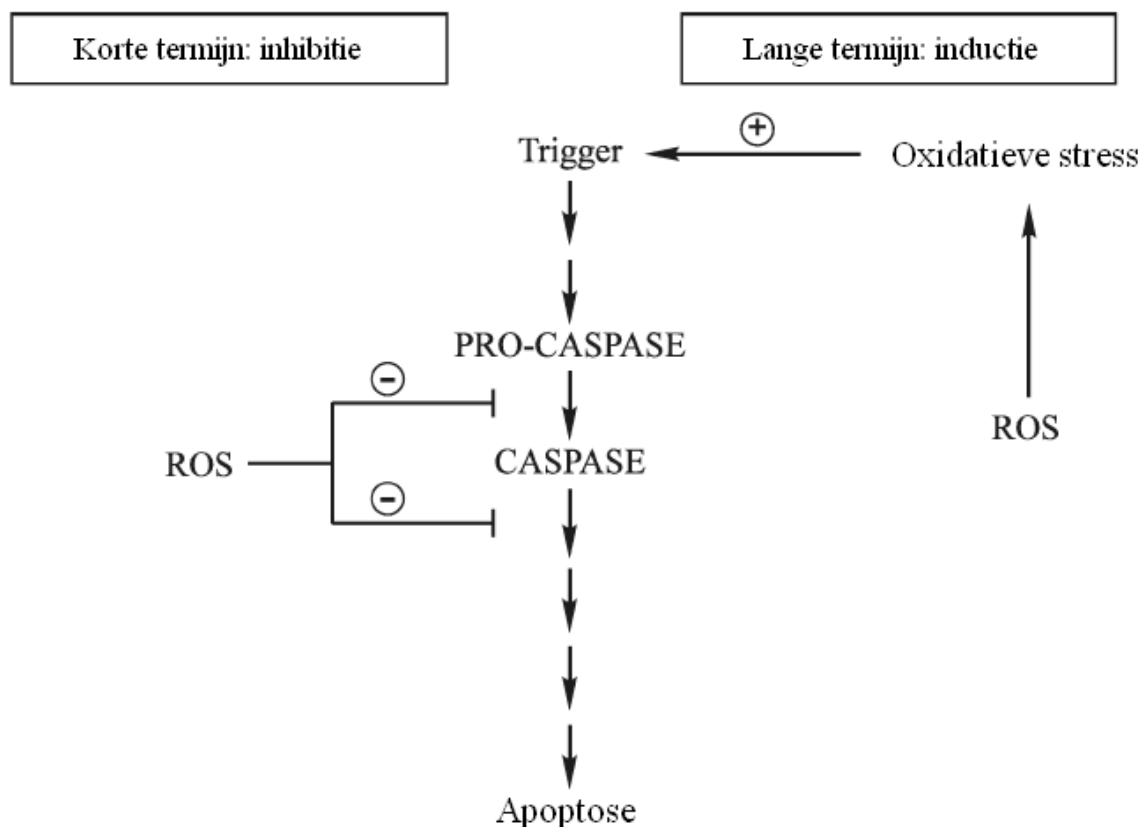 Korte termijn: inhibitie
Lange termijn: inductie
Trigger
+
Oxidatieve stress
PRO-CASPASE
-
ROS
CASPASE
-
ROS
Apoptose